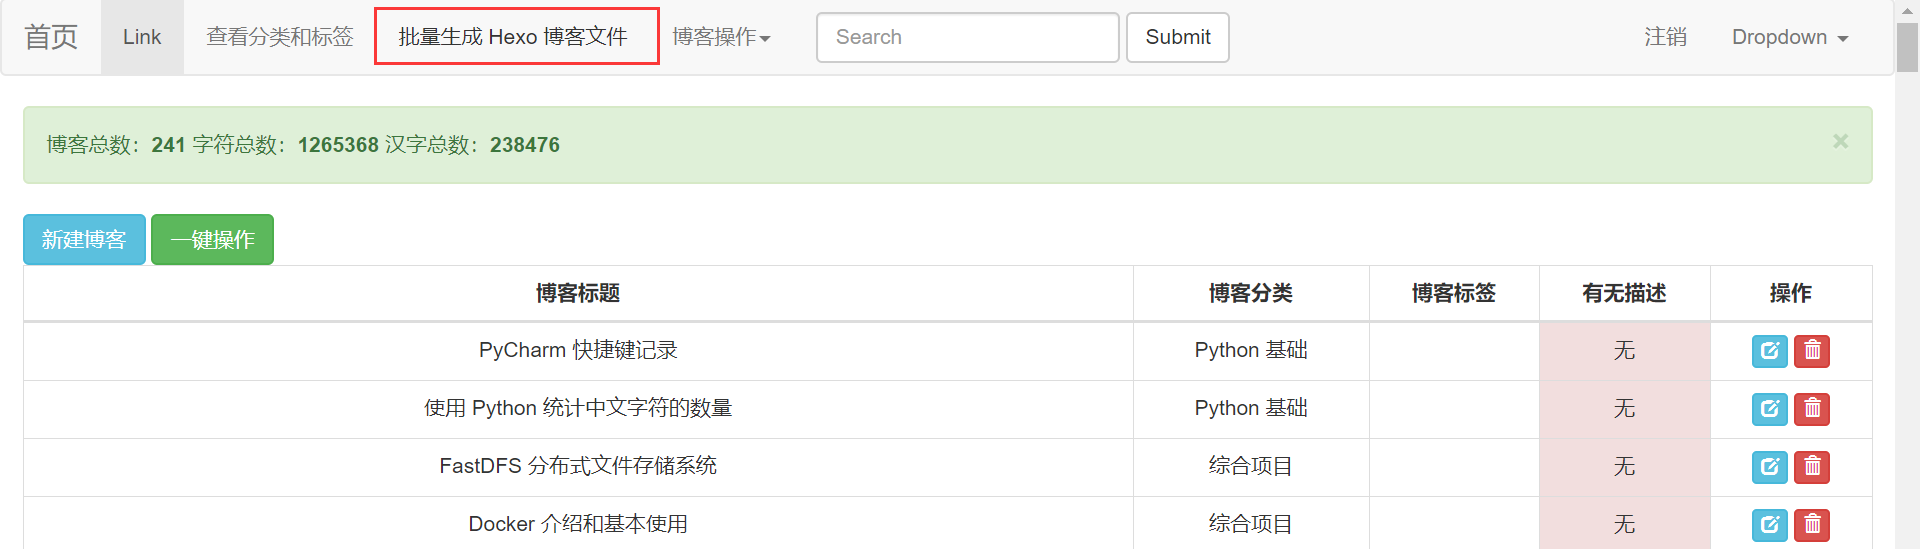 首页 Link 查看分类和标签 批量生成 Hexo 博客文件 博客操作 Search Submit 注销 Dropdown
博客总数：241 字符总数：1265368 汉字总数：238476 ×
新建博客 一键操作
博客标题 博客分类 博客标签 有无描述 操作
PyCharm 快捷键记录 Python 基础 无
使用 Python 统计中文字符的数量 Python 基础 无
FastDFS 分布式文件存储系统 综合项目 无
Docker 介绍和基本使用 综合项目 无